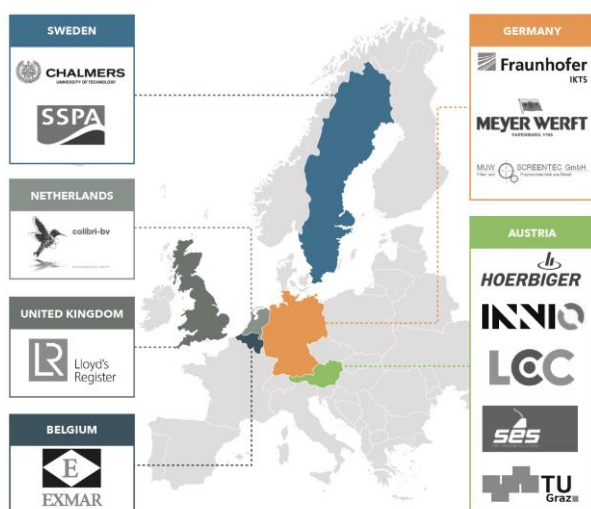 SWEDEN
CHALMERS
UNIVERSITY OF TECHNOLOGY
SSPA
NETHERLANDS
colibri-bv
UNITED KINGDOM
LR
Lloyd's
Register
BELGIUM
E
EXMAR
GERMANY
Fraunhofer
IKTS
MEYER WERFT
PAPENBURG 1795
MUW SCREENTEC GmbH
AUSTRIA
HOERBIGER
INNIO
LEC
ses
TU
Graz